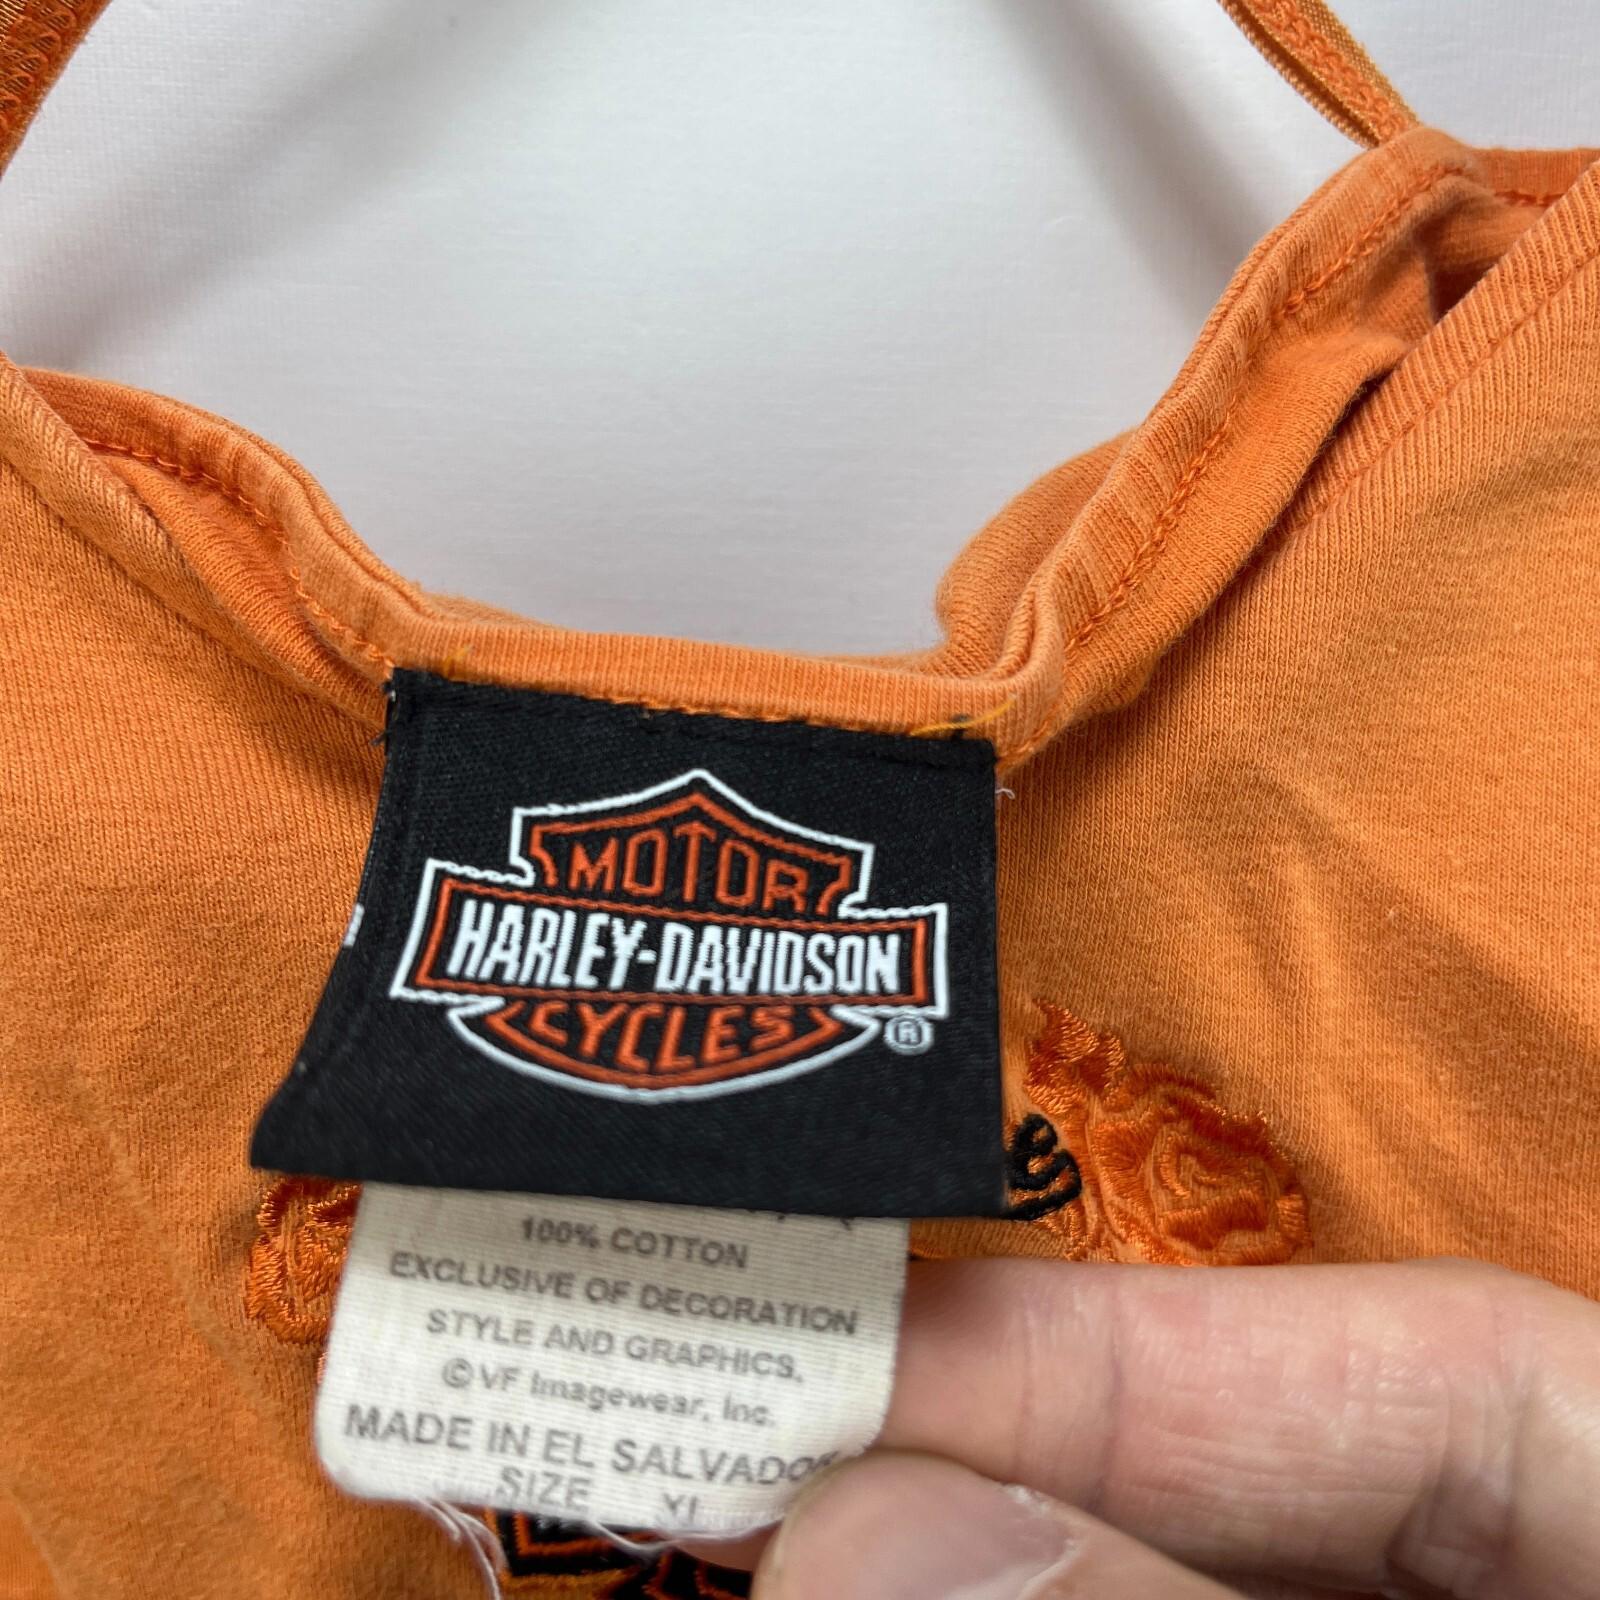 MOTOR
HARLEY-DAVIDSON
CYCLES
®
100% COTTON
EXCLUSIVE OF DECORATION
STYLE AND GRAPHICS.
© VF Imagewear, Inc.
MADE IN EL SALVADOR
SIZE XL